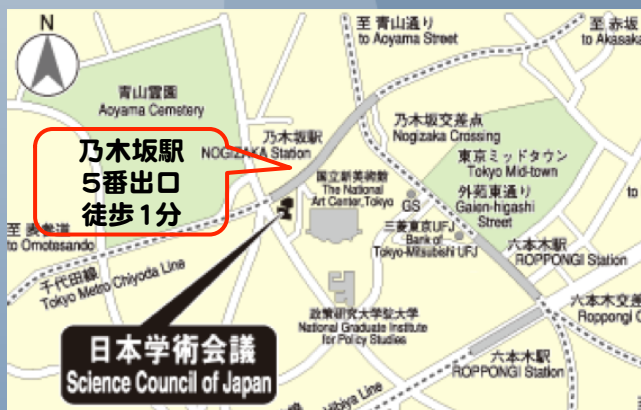 N
至 青山通り
to Aoyama Street
至 赤坂
to Akasaka
青山霊園
Aoyama Cemetery
乃木坂交差点
Nogizaka Crossing
乃木坂駅
NOGIZAKA Station
乃木坂駅
5番出口
徒歩1分
東京ミッドタウン
Tokyo Mid-town
国立新美術館
The National
Art Center, Tokyo
GS
外苑東通り
Gaien-higashi
Street
to
至 表参道
to Omotesando
三菱東京UFJ
Bank of
Tokyo-Mitsubishi UFJ
六本木駅
ROPPONGI Station
千代田線
Tokyo Metro Chiyoda Line
六本木交差
Roppongi C
政策研究大学院大学
National Graduate Institute
for Policy Studies
日本学術会議
Science Council of Japan
六本木駅
ROPPONGI Station
Hibiya Line